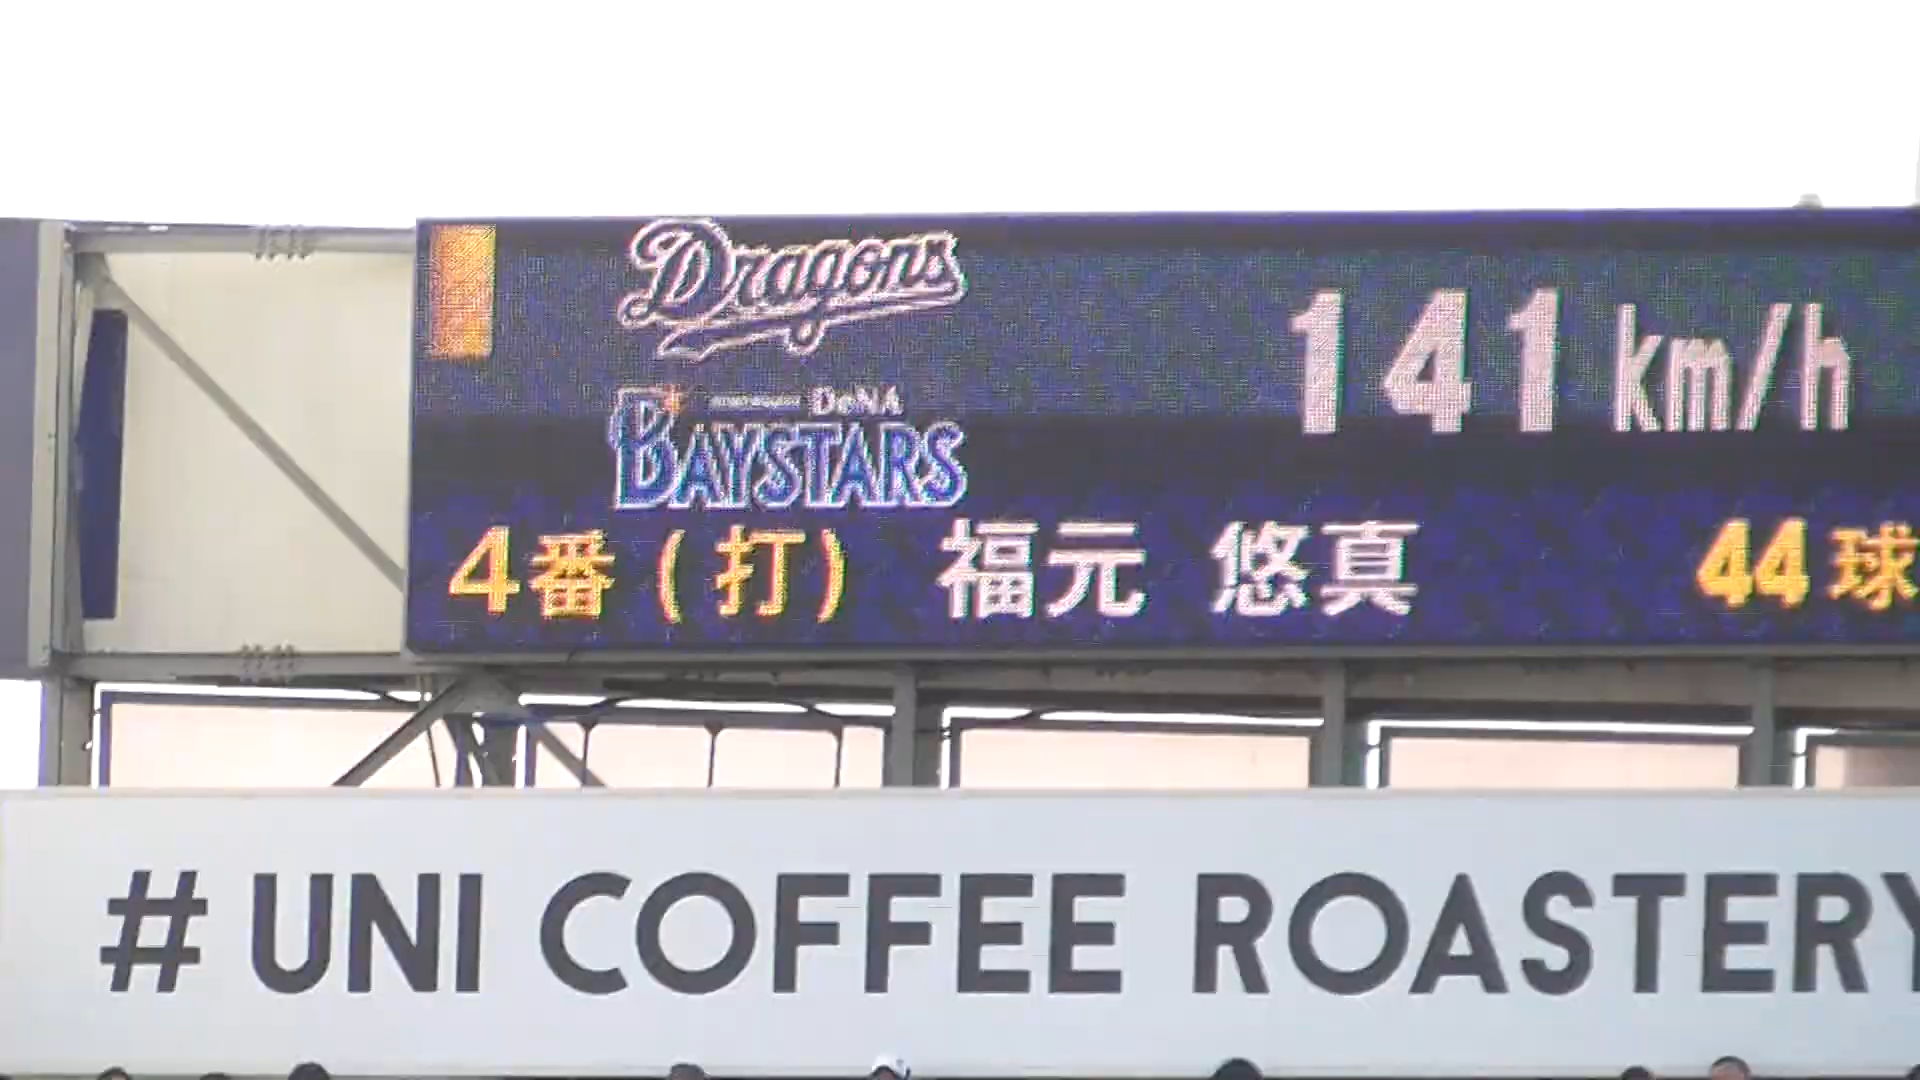 Dragons
141 km/h
DeNA
BAYSTARS
4番(打) 福元 悠真 44球
# UNI COFFEE ROASTERY